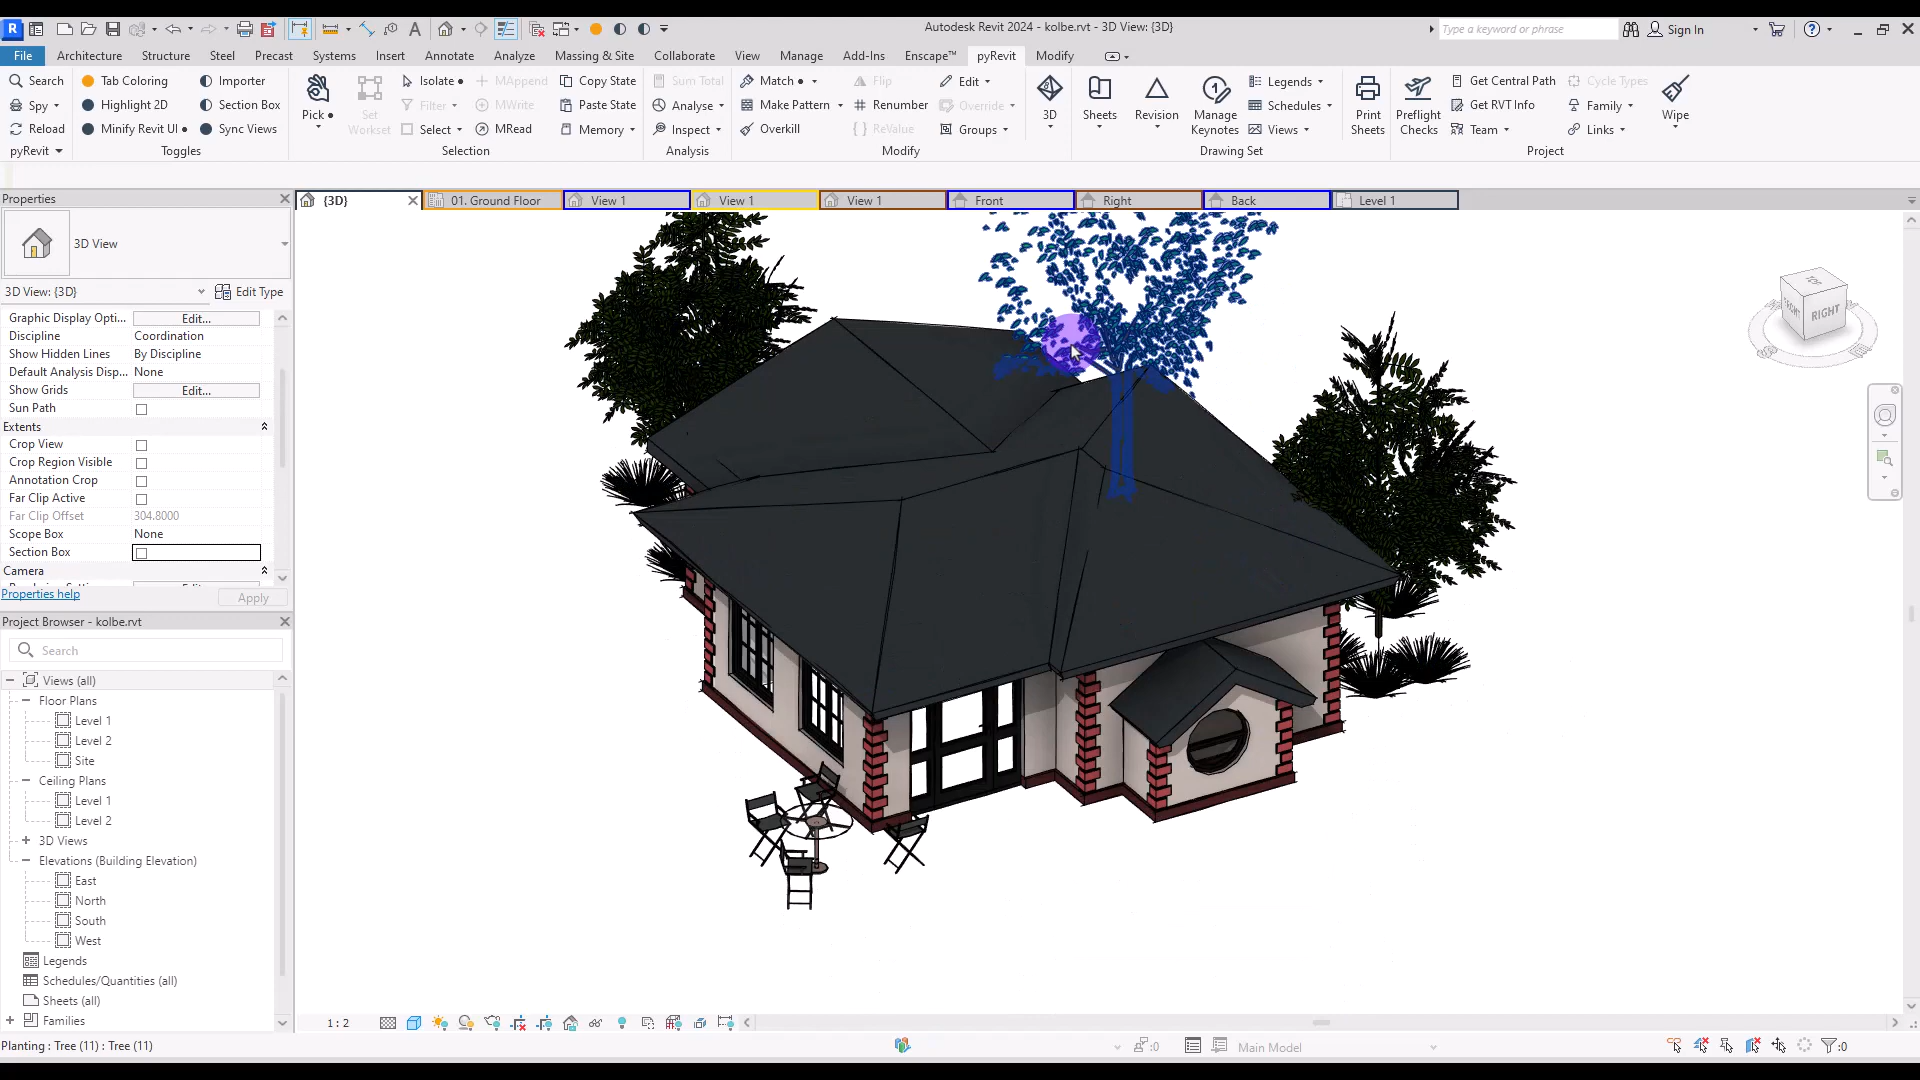 Autodesk Revit 2024 - kolbe.rvt - 3D View: {3D}
Type a keyword or phrase
Sign In
File
Architecture
Structure
Steel
Precast
Systems
Insert
Annotate
Analyze
Massing & Site
Collaborate
View
Manage
Add-Ins
Enscape™
pyRevit
Modify
Search
Spy
Reload
pyRevit
Tab Coloring
Importer
Highlight 2D
Section Box
Minify Revit UI
Sync Views
Toggles
Pick
Set
Workset
Isolate
Filter
Select
MAppend
MWrite
MRead
Copy State
Paste State
Memory
Selection
Sum Total
Analyse
Inspect
Analysis
Match
Make Pattern
Overkill
Flip
Renumber
ReValue
Edit
Override
Groups
Modify
3D
Sheets
Revision
Manage
Keynotes
Legends
Schedules
Views
Print
Sheets
Drawing Set
Preflight
Checks
Get Central Path
Get RVT Info
Team
Cycle Types
Family
Links
Wipe
Project
Properties
3D View
3D View: {3D}
Edit Type
Graphic Display Opti... Edit...
Discipline Coordination
Show Hidden Lines By Discipline
Default Analysis Disp... None
Show Grids Edit...
Sun Path
Extents
Crop View
Crop Region Visible
Annotation Crop
Far Clip Active
Far Clip Offset 304.8000
Scope Box None
Section Box
Camera
Properties help
Apply
Project Browser - kolbe.rvt
Search
Views (all)
Floor Plans
Level 1
Level 2
Site
Ceiling Plans
Level 1
Level 2
3D Views
Elevations (Building Elevation)
East
North
South
West
Legends
Schedules/Quantities (all)
Sheets (all)
Families
{3D}
01. Ground Floor
View 1
View 1
View 1
Front
Right
Back
Level 1
FRONT
RIGHT
1 : 2
Planting : Tree (11) : Tree (11)
:0
Main Model
:0